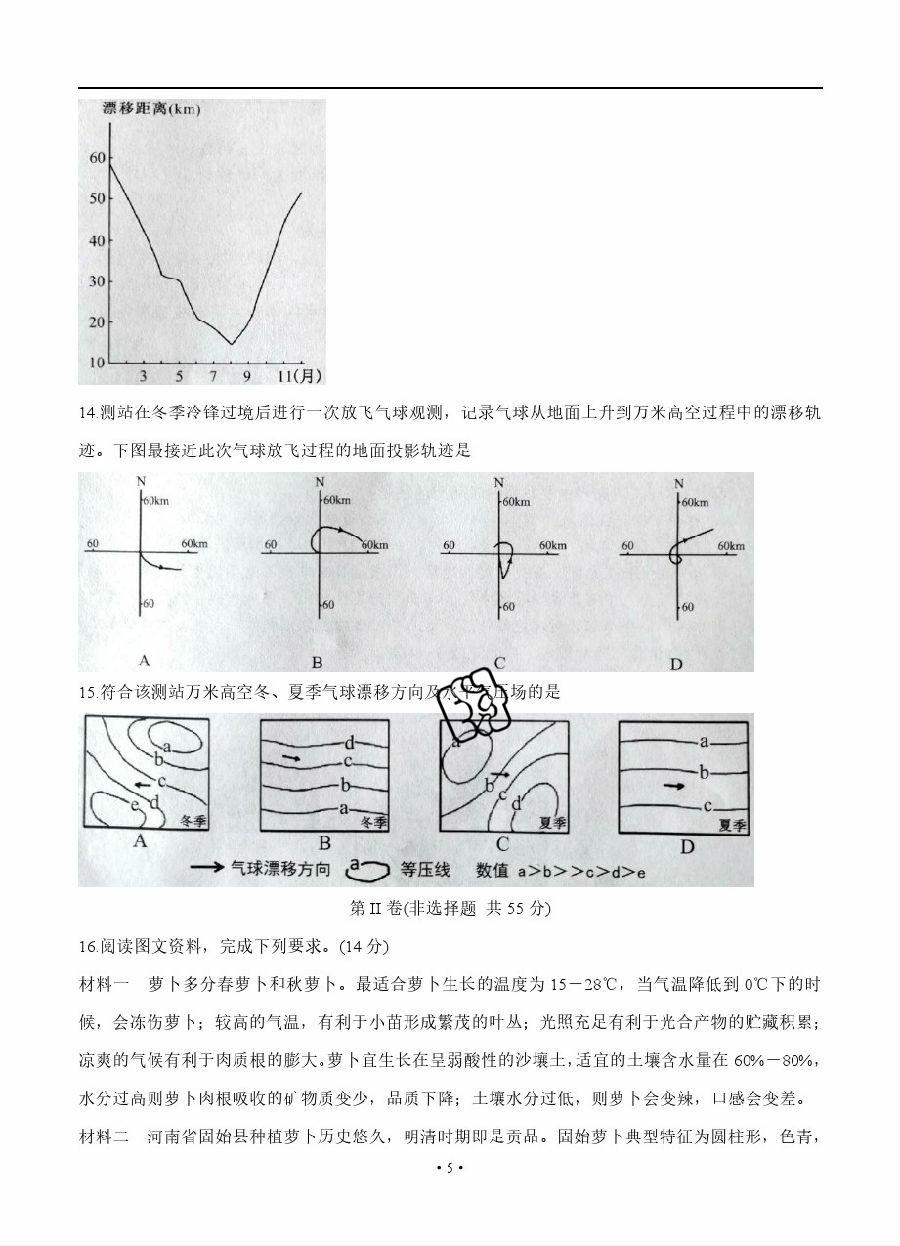 漂移距离(km)
60
50
40
30
20
10
3 5 7 9 11(月)
14.测站在冬季冷锋过境后进行一次放飞气球观测，记录气球从地面上升到万米高空过程中的漂移轨
迹。下图最接近此次气球放飞过程的地面投影轨迹是
N N N N
60km 60km 60km 60km
60 60km 60 60km 60 60km 60 60km
60 60 60 60
A B C D
15.符合该测站万米高空冬、夏季气球漂移方向及水平气压场的是
a b c d e 冬季
d c b a 冬季
a b c d 夏季
a b c 夏季
A B C D
气球漂移方向 a 等压线 数值 a>b>>c>d>e
第 II 卷(非选择题 共 55 分)
16.阅读图文资料，完成下列要求。(14 分)
材料一 萝卜多分春萝卜和秋萝卜。最适合萝卜生长的温度为 15－28℃，当气温降低到 0℃下的时
候，会冻伤萝卜；较高的气温，有利于小苗形成繁茂的叶丛；光照充足有利于光合产物的贮藏积累；
凉爽的气候有利于肉质根的膨大。萝卜宜生长在呈弱酸性的沙壤土，适宜的土壤含水量在 60%－80%，
水分过高则萝卜肉根吸收的矿物质变少，品质下降；土壤水分过低，则萝卜会变辣，口感会变差。
材料二 河南省固始县种植萝卜历史悠久，明清时期即是贡品。固始萝卜典型特征为圆柱形，色青，
·5·